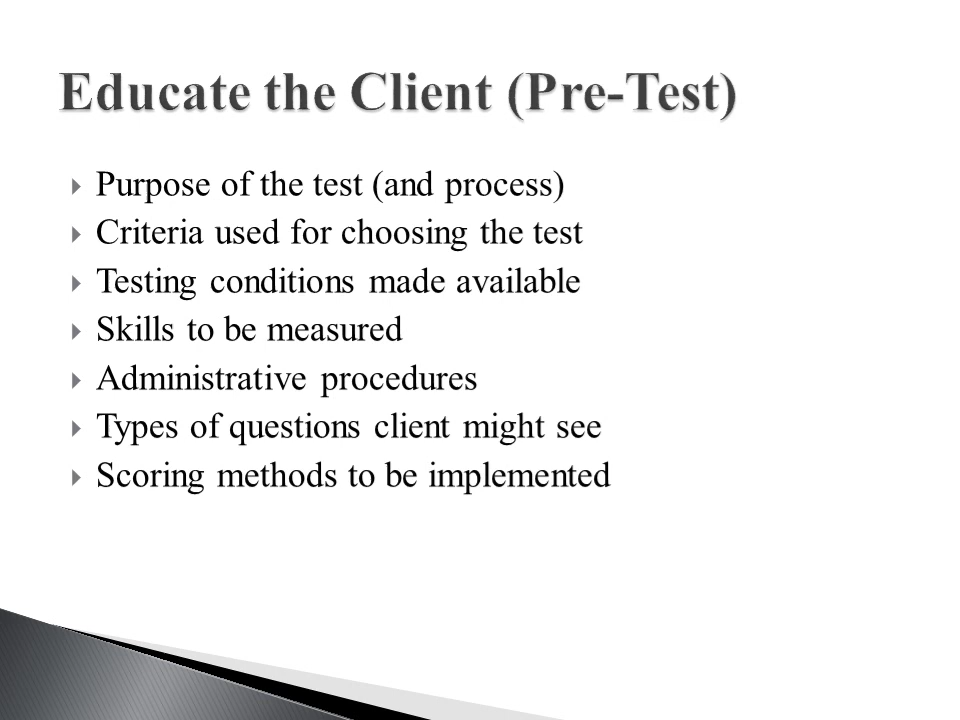 Educate the Client (Pre-Test)
Purpose of the test (and process)
Criteria used for choosing the test
Testing conditions made available
Skills to be measured
Administrative procedures
Types of questions client might see
Scoring methods to be implemented